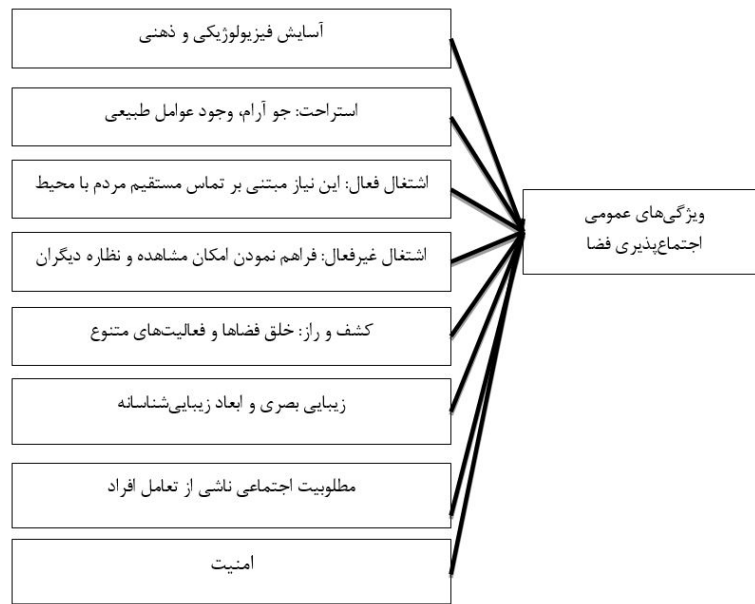 ویژگی‌های عمومی
اجتماع‌پذیری فضا
آسایش فیزیولوژیکی و ذهنی
استراحت: جو آرام، وجود عوامل طبیعی
اشتغال فعال: این نیاز مبتنی بر تماس مستقیم مردم با محیط
اشتغال غیرفعال: فراهم نمودن امکان مشاهده و نظاره دیگران
کشف و راز: خلق فضاها و فعالیت‌های متنوع
زیبایی بصری و ابعاد زیبایی‌شناسانه
مطلوبیت اجتماعی ناشی از تعامل افراد
امنیت